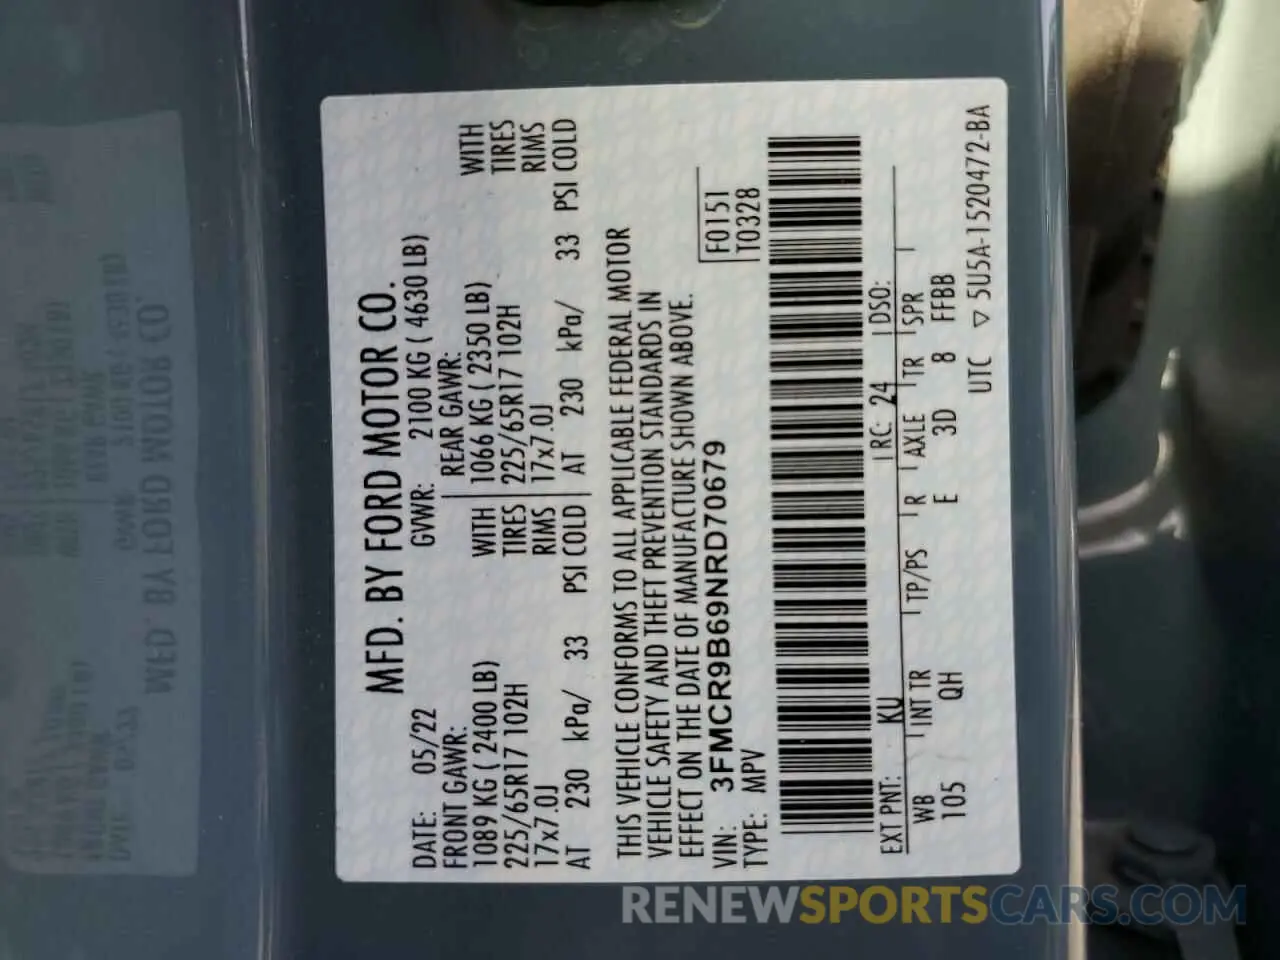 MFD. BY FORD MOTOR CO.
DATE: 05/22 GVWR: 2100 KG ( 4630 LB)
FRONT GAWR: REAR GAWR:
1089 KG ( 2400 LB) WITH 1066 KG ( 2350 LB) WITH
225/65R17 102H TIRES 225/65R17 102H TIRES
17x7.0J RIMS 17x7.0J RIMS
AT 230 kPa/ 33 PSI COLD AT 230 kPa/ 33 PSI COLD
THIS VEHICLE CONFORMS TO ALL APPLICABLE FEDERAL MOTOR
VEHICLE SAFETY AND THEFT PREVENTION STANDARDS IN
EFFECT ON THE DATE OF MANUFACTURE SHOWN ABOVE.
VIN: 3FMCR9B69NRD70679 F0151
TYPE: MPV T0328
EXT PNT: KU RC: 24 DSO:
WB INT TR TP/PS R AXLE TR SPR
105 QH E 3D 8 FFBB
UTC ▽ 5U5A-1520472-BA
RENEWSPORTSCARS.COM